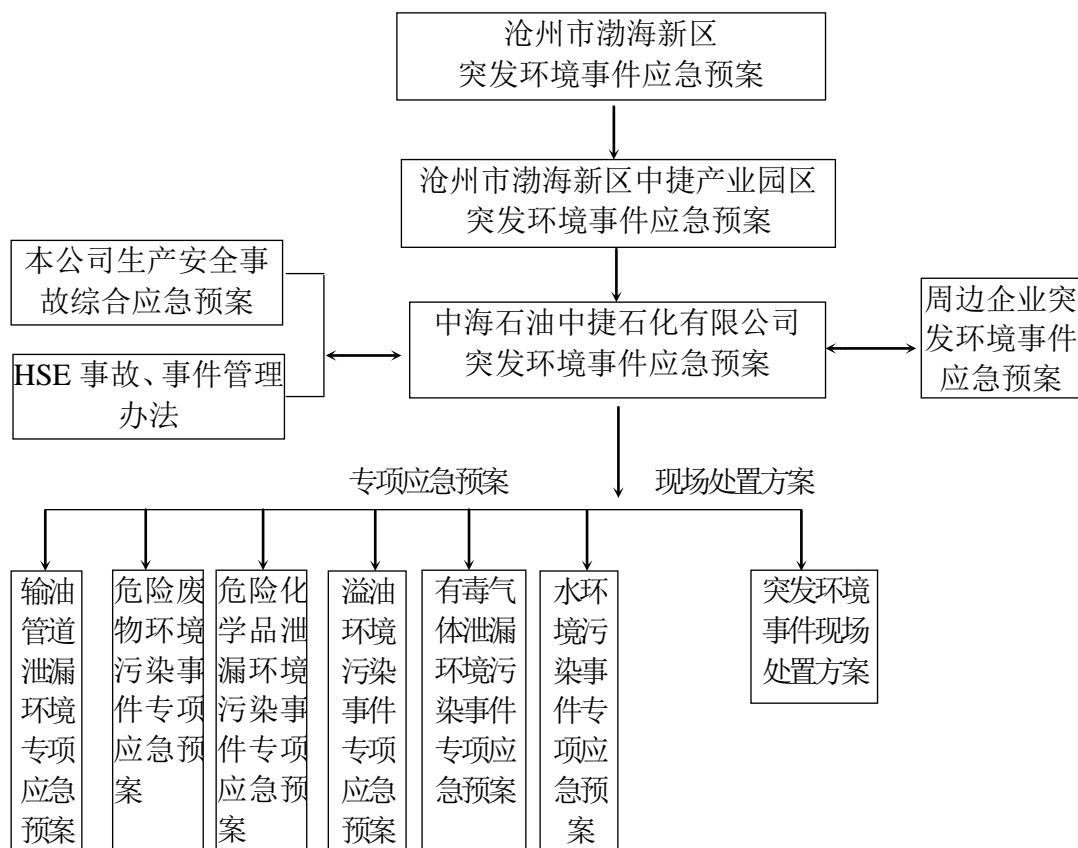 沧州市渤海新区
突发环境事件应急预案
沧州市渤海新区中捷产业园区
突发环境事件应急预案
本公司生产安全事
故综合应急预案
HSE 事故、事件管理
办法
中海石油中捷石化有限公司
突发环境事件应急预案
周边企业突
发环境事件
应急预案
专项应急预案
现场处置方案
输油
管道
泄漏
环境
专项
应急
预案
危险废
物环境
污染事
件专项
应急预
案
危险化
学品泄
漏环境
污染事
件专项
应急预
案
溢油
环境
污染
事件
专项
应急
预案
有毒气
体泄漏
环境污
染事件
专项应
急预案
水环
境污
染事
件专
项应
急预
案
突发环境
事件现场
处置方案